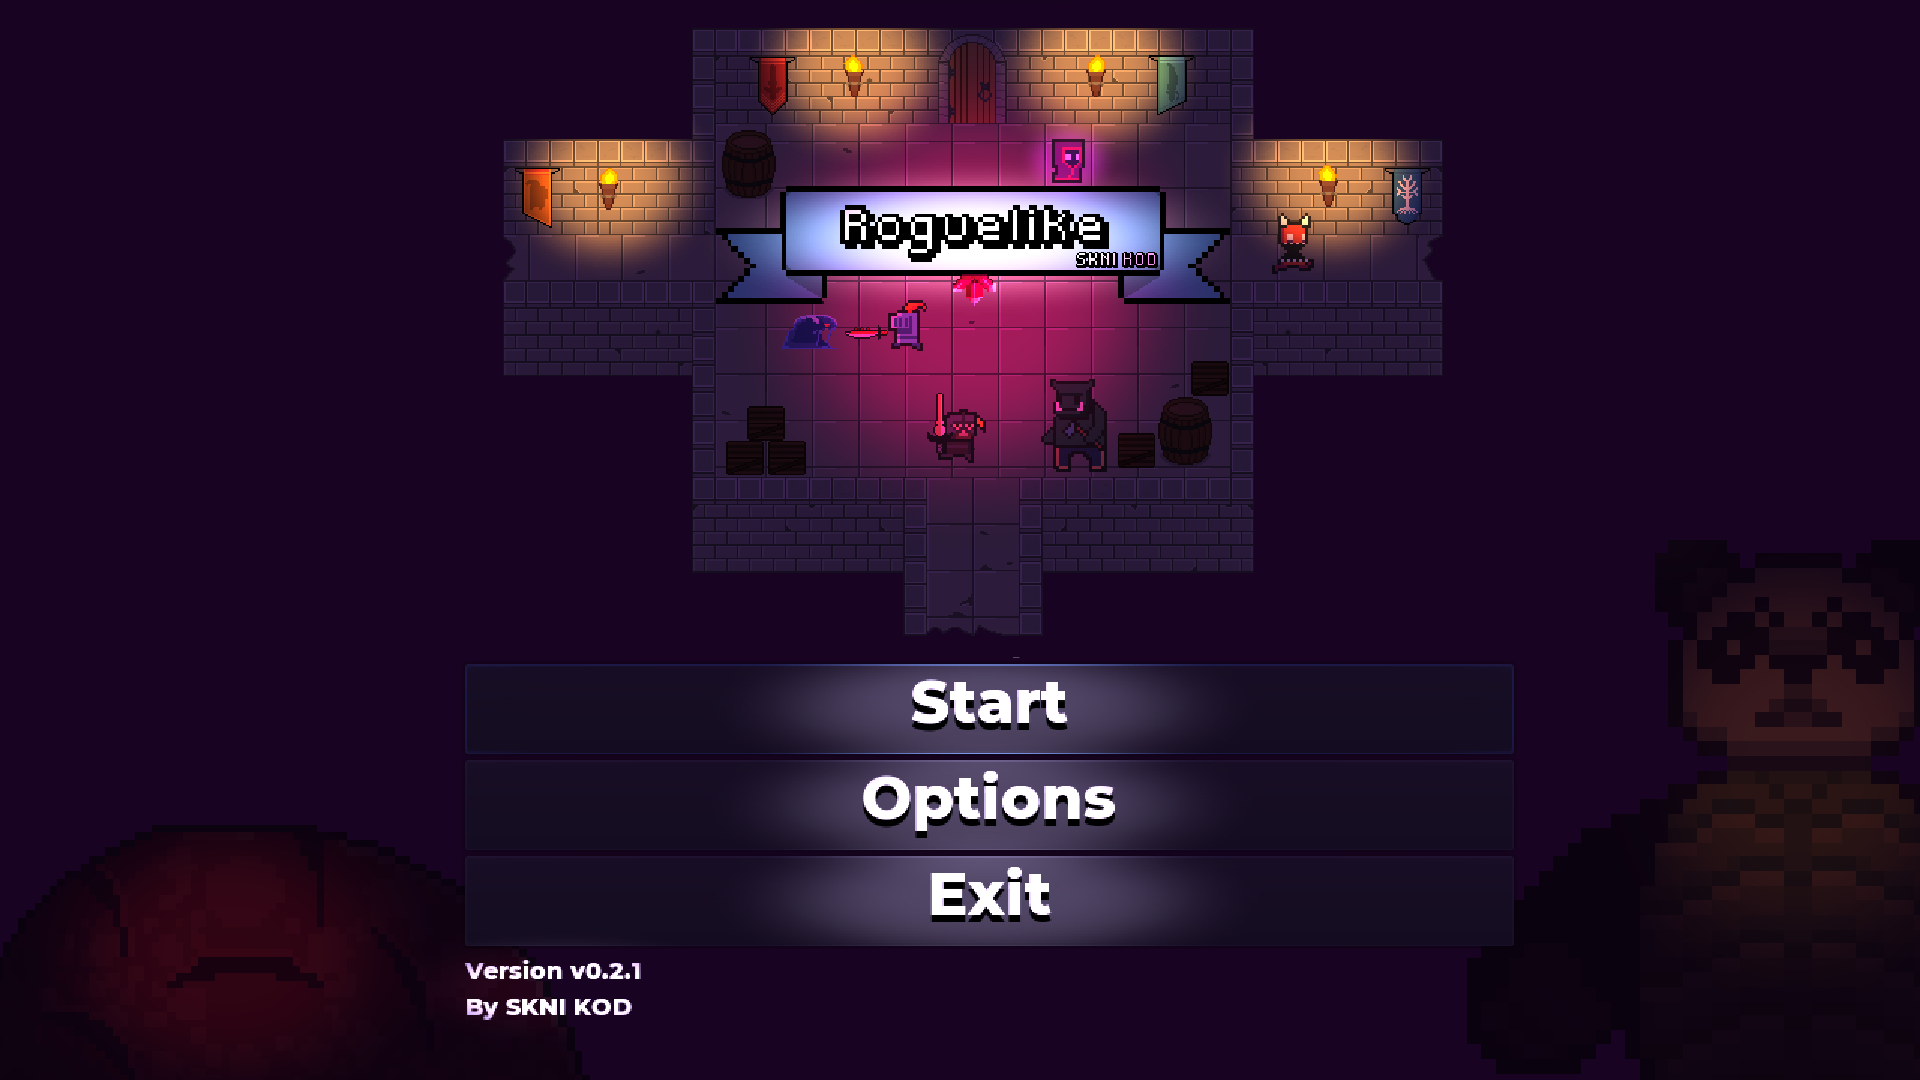 Roguelike
SKNI KOD
Start
Options
Exit
Version v0.2.1
By SKNI KOD